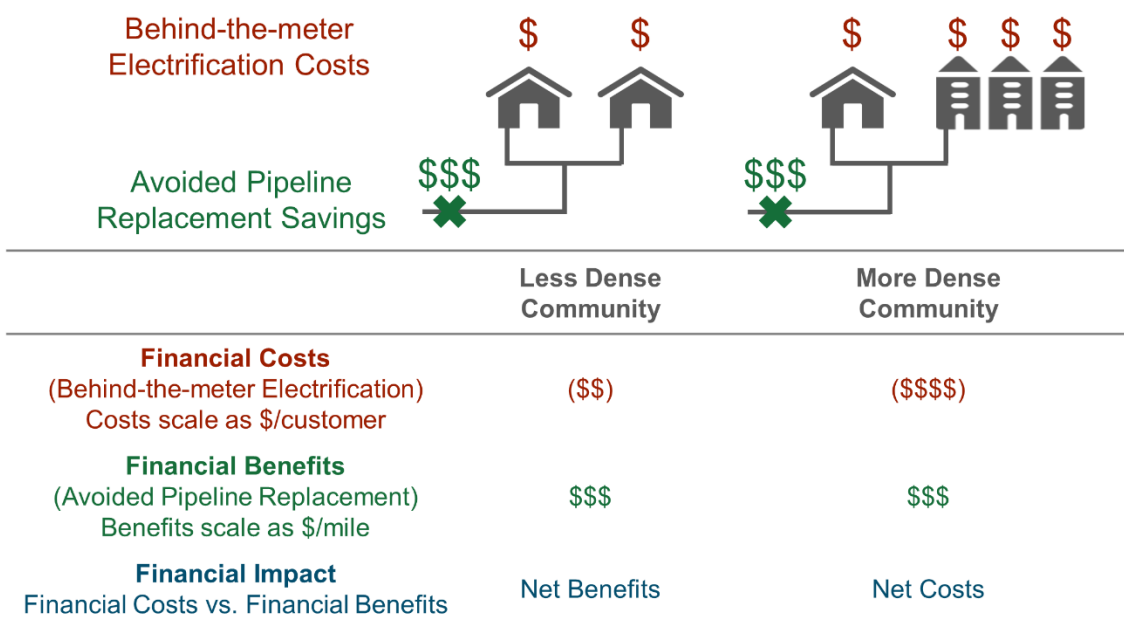 Behind-the-meter
Electrification Costs
$ $ $ $ $ $
Avoided Pipeline
Replacement Savings
$$$ $$$
Less Dense
Community
More Dense
Community
Financial Costs
(Behind-the-meter Electrification)
Costs scale as $/customer
($$) ($$$$)
Financial Benefits
(Avoided Pipeline Replacement)
Benefits scale as $/mile
$$$ $$$
Financial Impact
Financial Costs vs. Financial Benefits
Net Benefits Net Costs